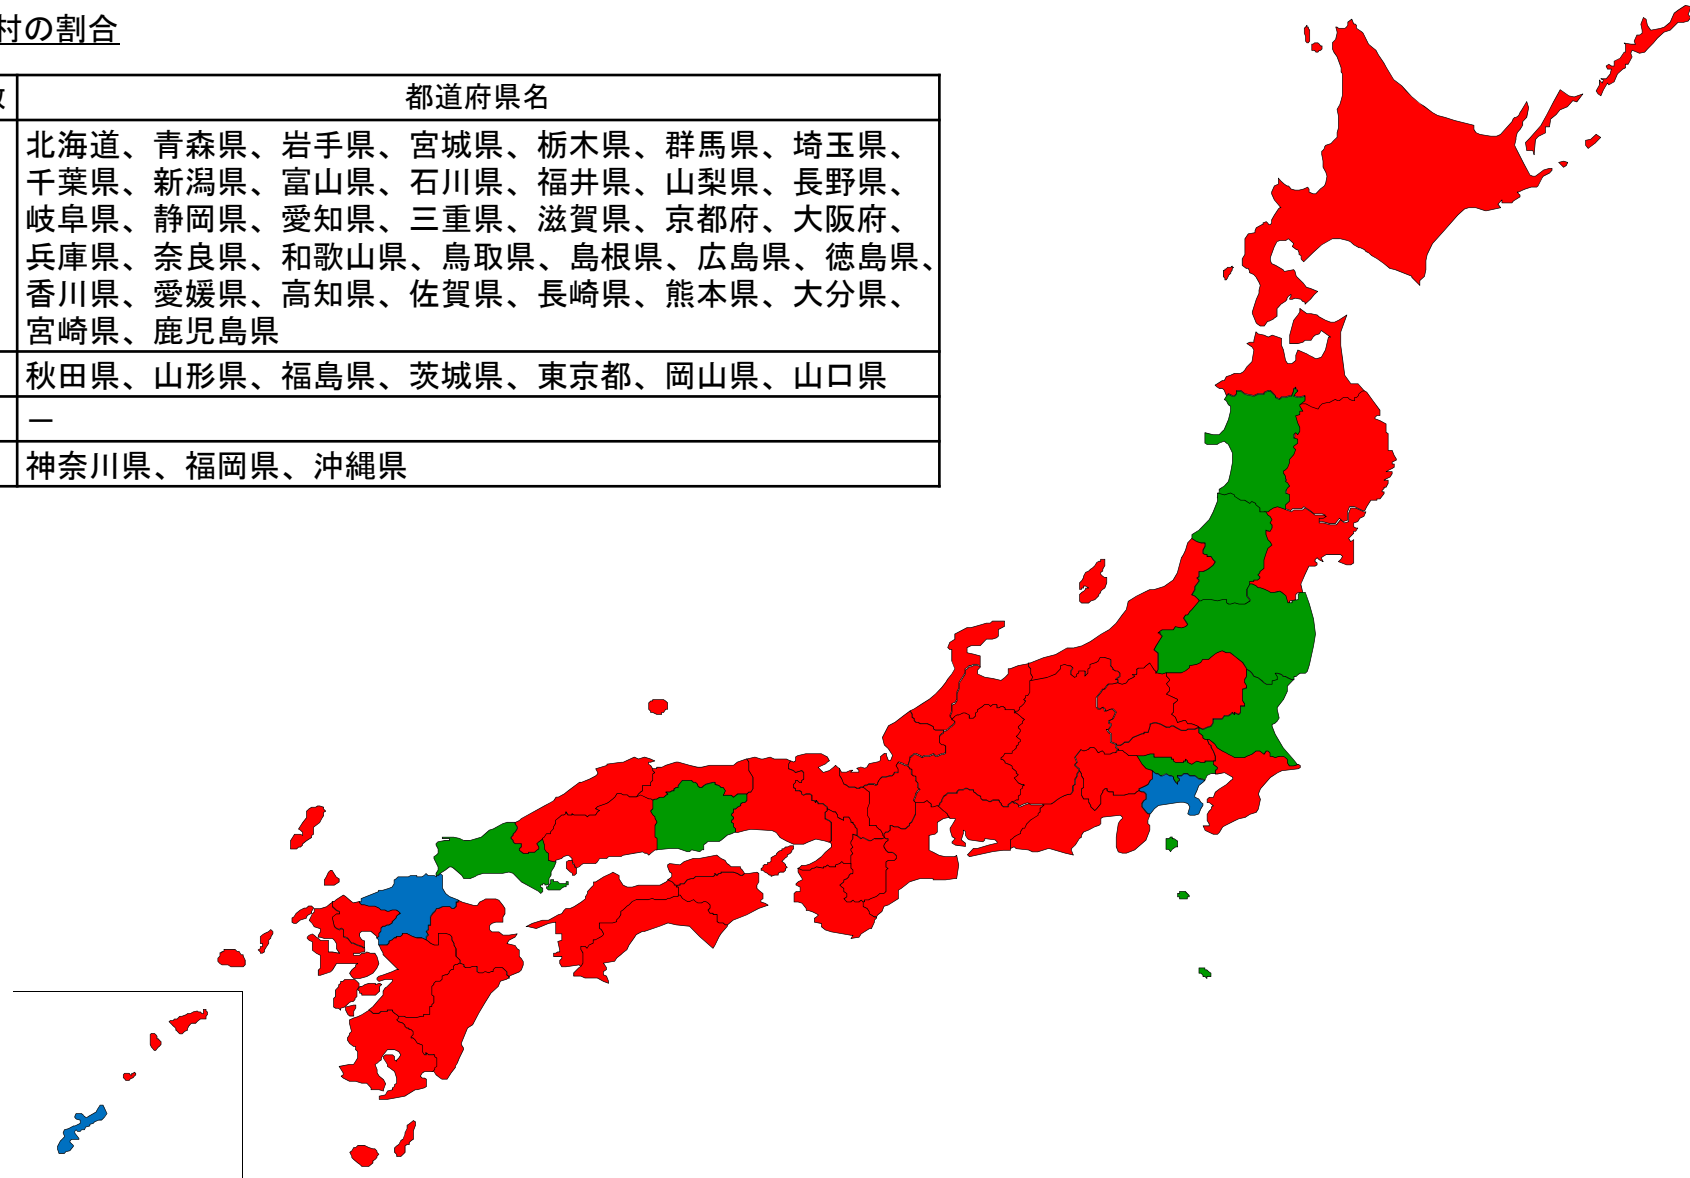 村の割合
数
都道府県名
北海道、青森県、岩手県、宮城県、栃木県、群馬県、埼玉県、
千葉県、新潟県、富山県、石川県、福井県、山梨県、長野県、
岐阜県、静岡県、愛知県、三重県、滋賀県、京都府、大阪府、
兵庫県、奈良県、和歌山県、鳥取県、島根県、広島県、徳島県、
香川県、愛媛県、高知県、佐賀県、長崎県、熊本県、大分県、
宮崎県、鹿児島県
秋田県、山形県、福島県、茨城県、東京都、岡山県、山口県
－
神奈川県、福岡県、沖縄県